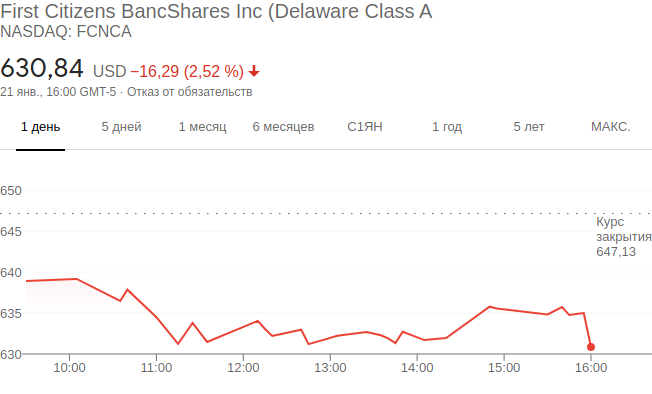 First Citizens BancShares Inc (Delaware Class A
NASDAQ: FCNCA
630,84 USD −16,29 (2,52 %)
21 янв., 16:00 GMT-5 · Отказ от обязательств
1 день 5 дней 1 месяц 6 месяцев С1ЯН 1 год 5 лет МАКС.
650
Курс
645
закрытия
647,13
640
635
630
10:00 11:00 12:00 13:00 14:00 15:00 16:00